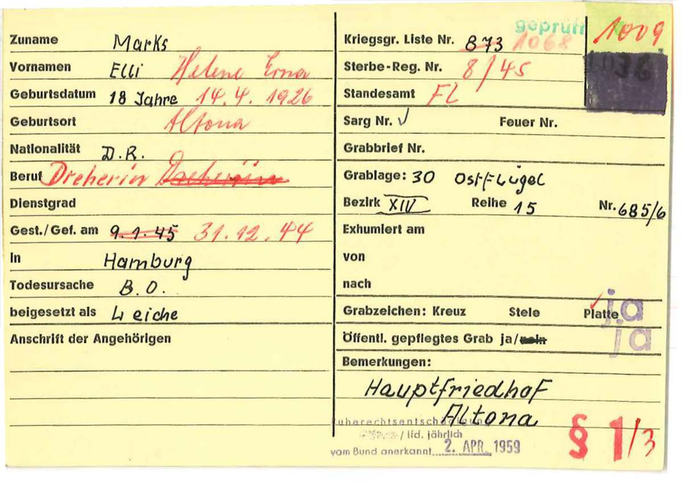 geprüft
1009
1036
Zuname Marks
Vornamen Elli Helene Erna
Geburtsdatum 18 Jahre 14.4.1926
Geburtsort Altona
Nationalität D.R.
Beruf Dreherin Dreherin
Dienstgrad
Gest./Gef. am 9.1.45 31.12.44
in Hamburg
Todesursache B.O.
beigesetzt als Leiche
Anschrift der Angehörigen
Kriegsgr. Liste Nr. 873 1068
Sterbe-Reg. Nr. 8/45
Standesamt FL
Sarg Nr. √ Feuer Nr.
Grabbrief Nr.
Grablage: 30 Ostflügel
Bezirk XIV Reihe 15 Nr. 685/6
Exhumiert am
von
nach
Grabzeichen: Kreuz Stele Platte ja
Öffentl. gepflegtes Grab ja/nein ja
Bemerkungen:
Hauptfriedhof
Altona
/ lfd. jährlich
vom Bund anerkannt 2. APR. 1959
§ 1/3